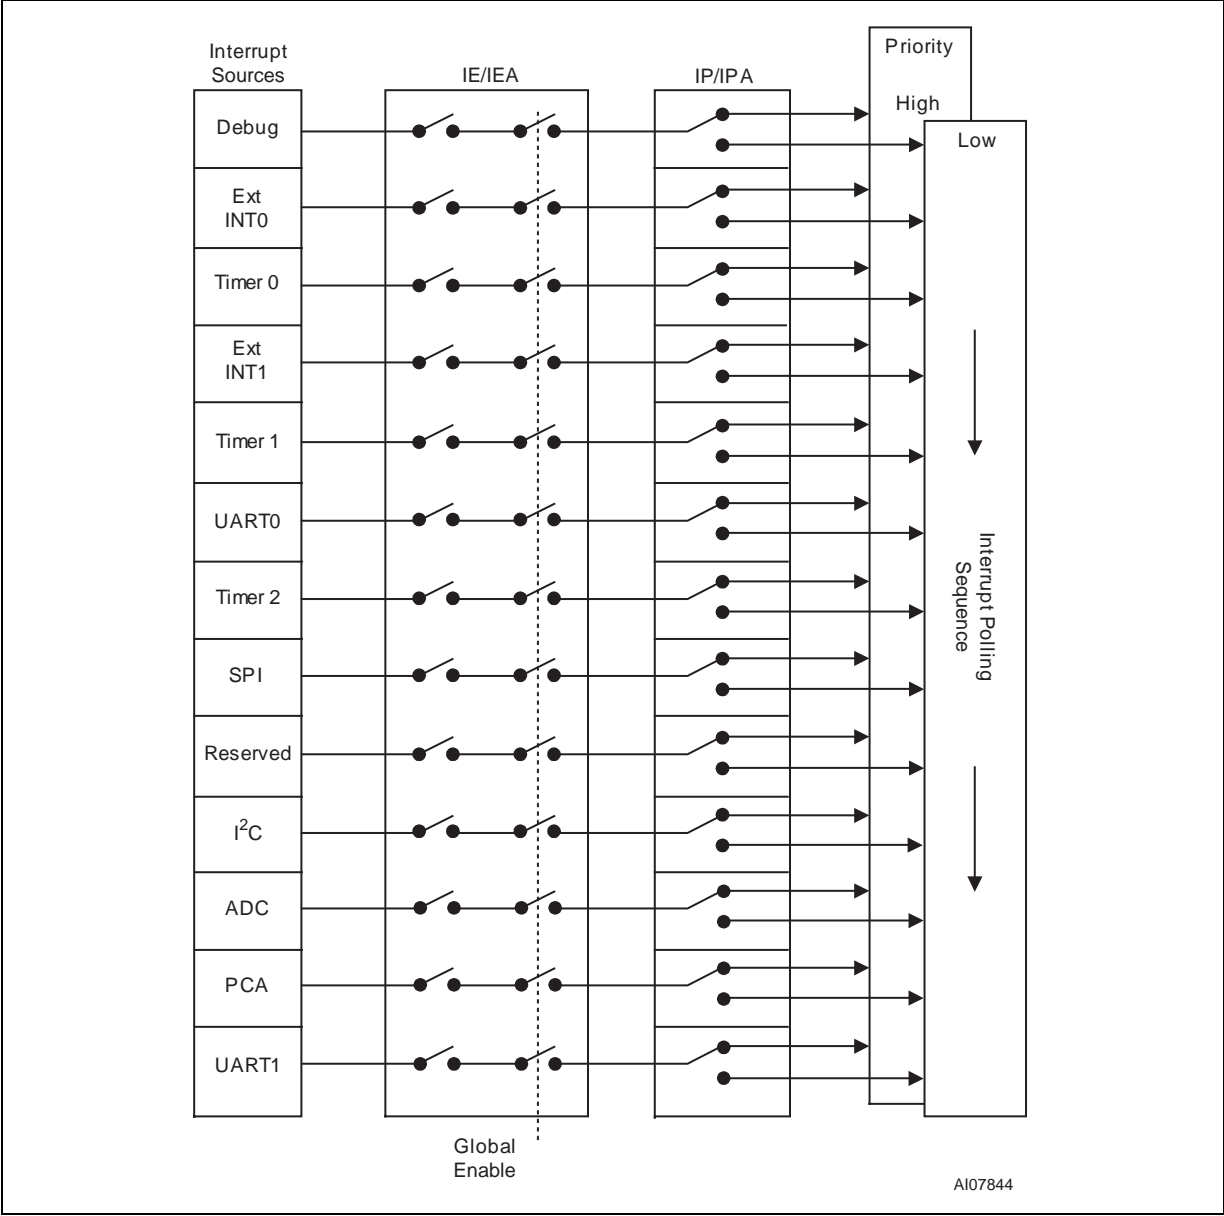 Interrupt
Sources
IE/IEA
IP/IPA
Priority
High
Low
Debug
Ext
INT0
Timer 0
Ext
INT1
Timer 1
UART0
Timer 2
SPI
Reserved
I²C
ADC
PCA
UART1
Interrupt Polling
Sequence
Global
Enable
AI07844